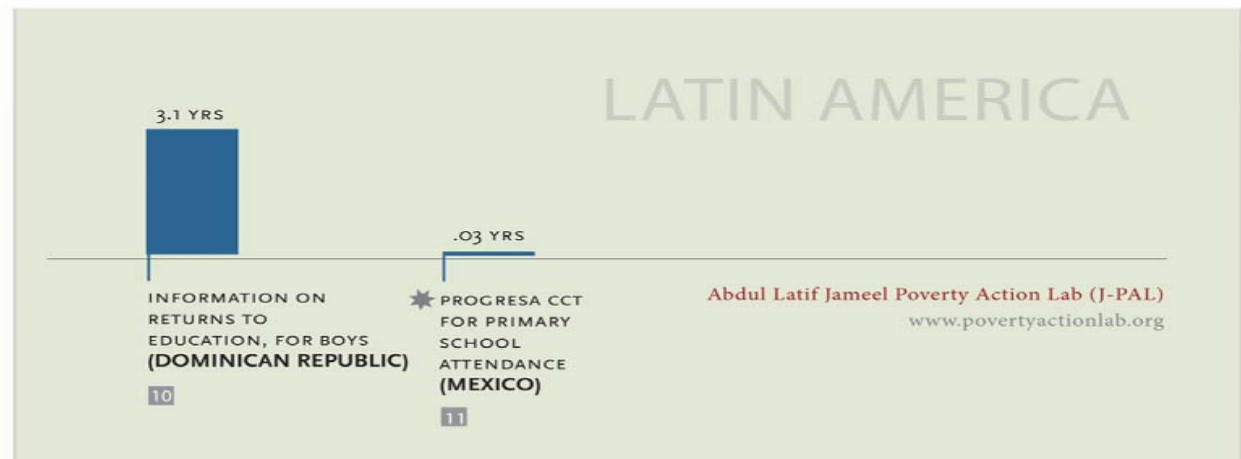 LATIN AMERICA
3.1 YRS
.03 YRS
INFORMATION ON
RETURNS TO
EDUCATION, FOR BOYS
(DOMINICAN REPUBLIC)
10
PROGRESA CCT
FOR PRIMARY
SCHOOL
ATTENDANCE
(MEXICO)
11
Abdul Latif Jameel Poverty Action Lab (J-PAL)
www.povertyactionlab.org